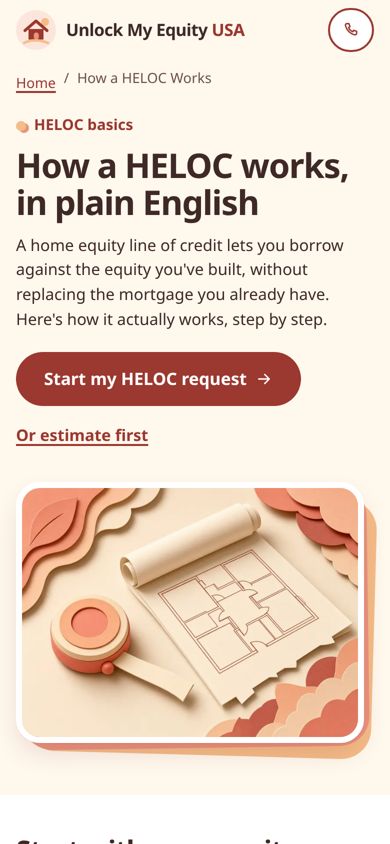 Unlock My Equity USA
Home / How a HELOC Works
HELOC basics
How a HELOC works,
in plain English
A home equity line of credit lets you borrow
against the equity you've built, without
replacing the mortgage you already have.
Here's how it actually works, step by step.
Start my HELOC request →
Or estimate first